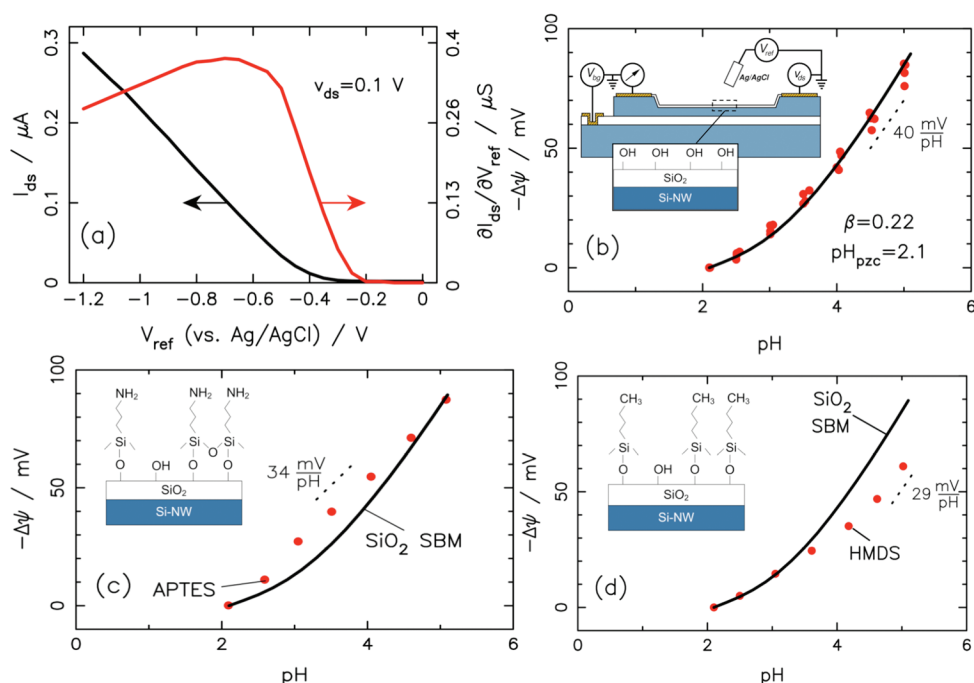 I_ds / μA
0.3
0.2
0.1
0
v_ds=0.1 V
(a)
−1.2
−1
−0.8
−0.6
−0.4
−0.2
0
V_ref (vs. Ag/AgCl) / V
0.4
0.26
0.13
0
∂I_ds/∂V_ref / μS
−Δψ / mV
100
50
0
V_bg
V_ref
Ag/AgCl
V_ds
OH OH OH OH
SiO₂
Si-NW
40 mV/pH
β=0.22
pH_pzc=2.1
(b)
0
2
4
6
pH
−Δψ / mV
100
50
0
NH₂ NH₂ NH₂
Si Si Si
O OH O O O
SiO₂
Si-NW
34 mV/pH
SiO₂ SBM
APTES
(c)
0
2
4
6
pH
−Δψ / mV
100
50
0
CH₃ CH₃ CH₃
Si Si Si
O OH O O
SiO₂
Si-NW
SiO₂
SBM
29 mV/pH
HMDS
(d)
0
2
4
6
pH